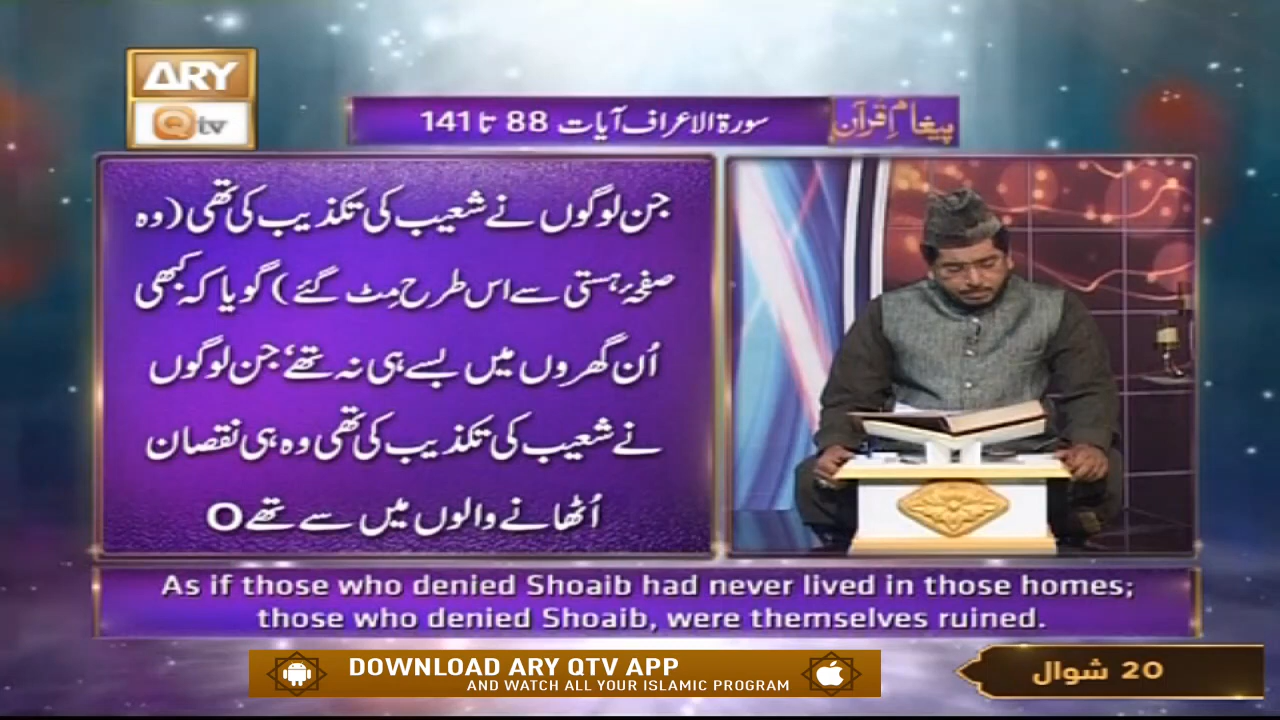 ARY
Qtv
پیغامِ قرآن
سورۃ الاعراف آیات 88 تا 141
جن لوگوں نے شعیب کی تکذیب کی تھی (وہ
صفحۂ ہستی سے اس طرح مِٹ گئے) گویا کہ کبھی
اُن گھروں میں بسے ہی نہ تھے‘ جن لوگوں
نے شعیب کی تکذیب کی تھی وہ ہی نقصان
اُٹھانے والوں میں سے تھے O
As if those who denied Shoaib had never lived in those homes;
those who denied Shoaib, were themselves ruined.
DOWNLOAD ARY QTV APP
AND WATCH ALL YOUR ISLAMIC PROGRAM
20 شوال